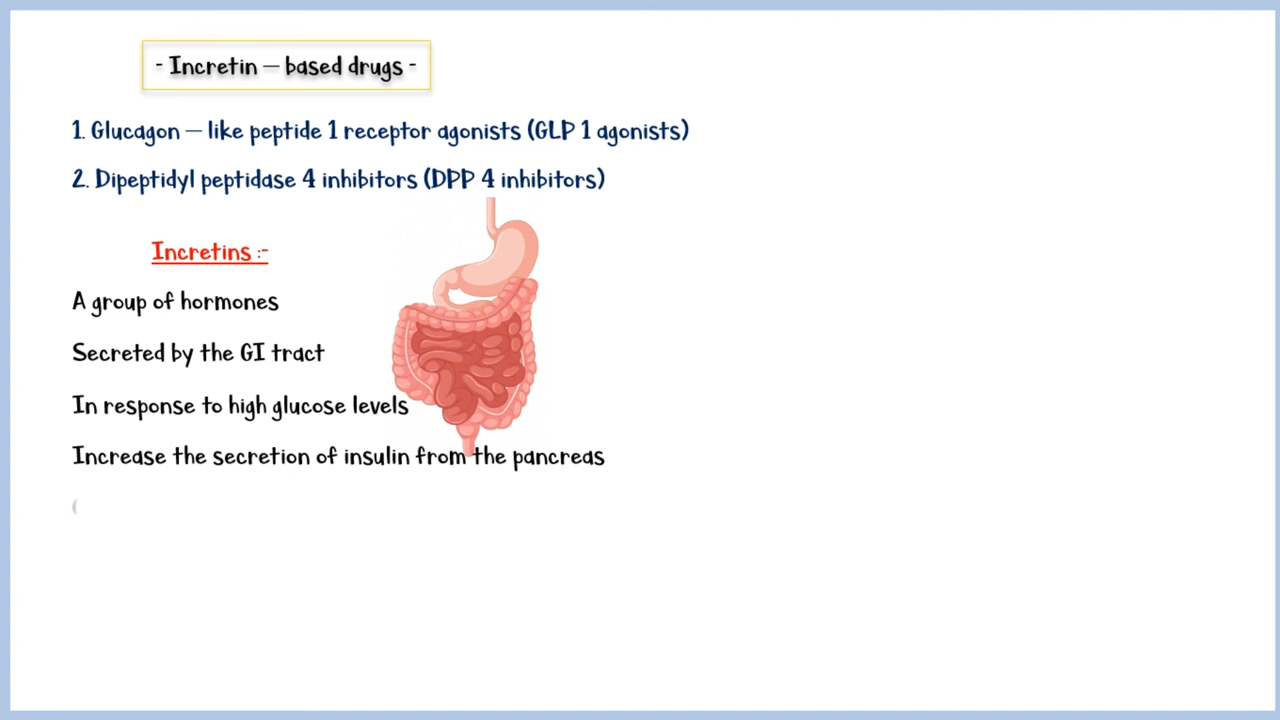 - Incretin – based drugs -
1. Glucagon – like peptide 1 receptor agonists (GLP 1 agonists)
2. Dipeptidyl peptidase 4 inhibitors (DPP 4 inhibitors)
Incretins :-
A group of hormones
Secreted by the GI tract
In response to high glucose levels
Increase the secretion of insulin from the pancreas
(